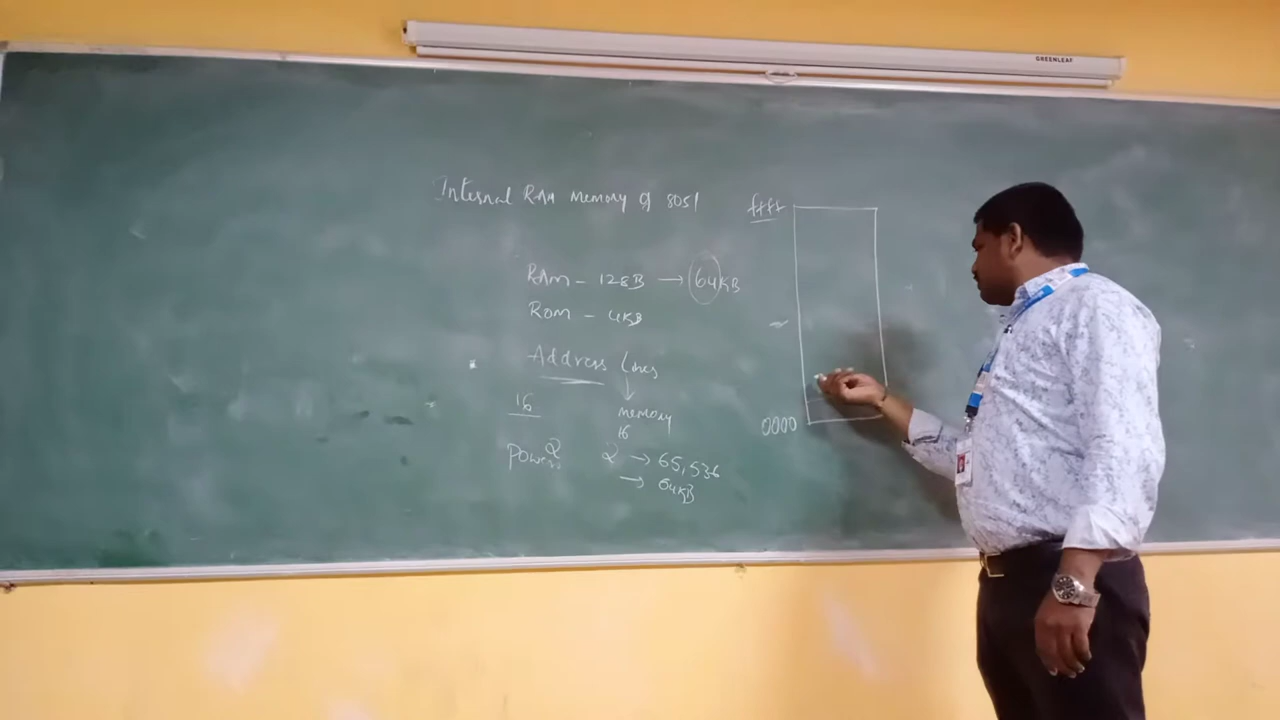 GREENLEAF
Internal RAM Memory of 8051
RAM - 128B → 64KB
ROM - 4KB
Address lines
↓
16
memory
Power 2
2^16 → 65,536
→ 64KB
ffff
0000